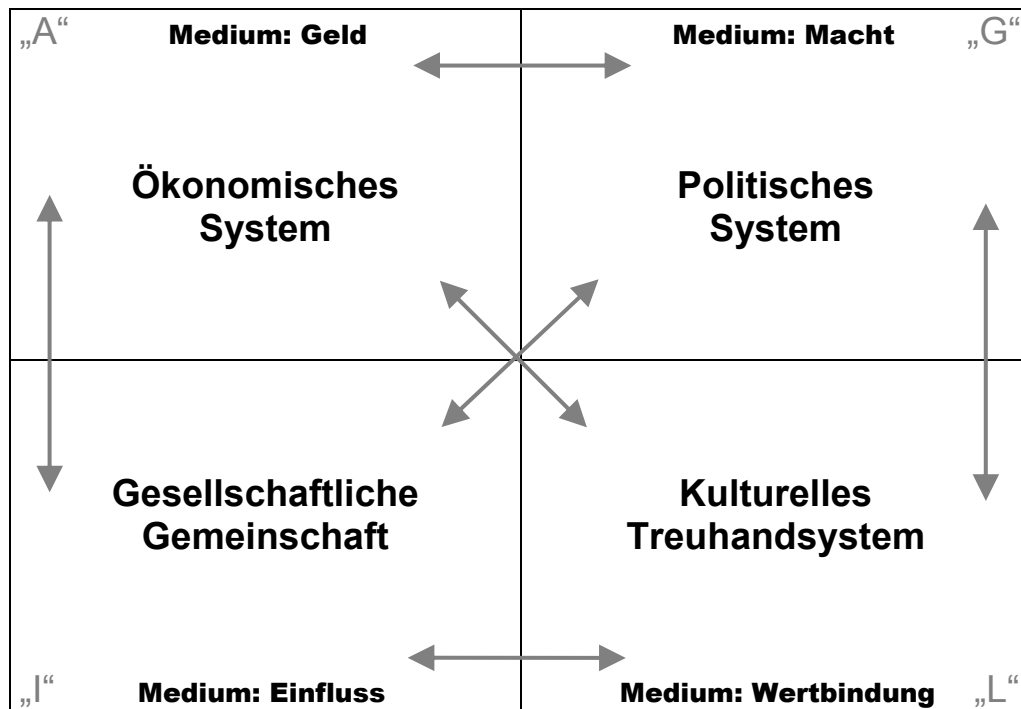 „A“
Medium: Geld
Medium: Macht
„G“
Ökonomisches
System
Politisches
System
Gesellschaftliche
Gemeinschaft
Kulturelles
Treuhandsystem
„I“
Medium: Einfluss
Medium: Wertbindung
„L“